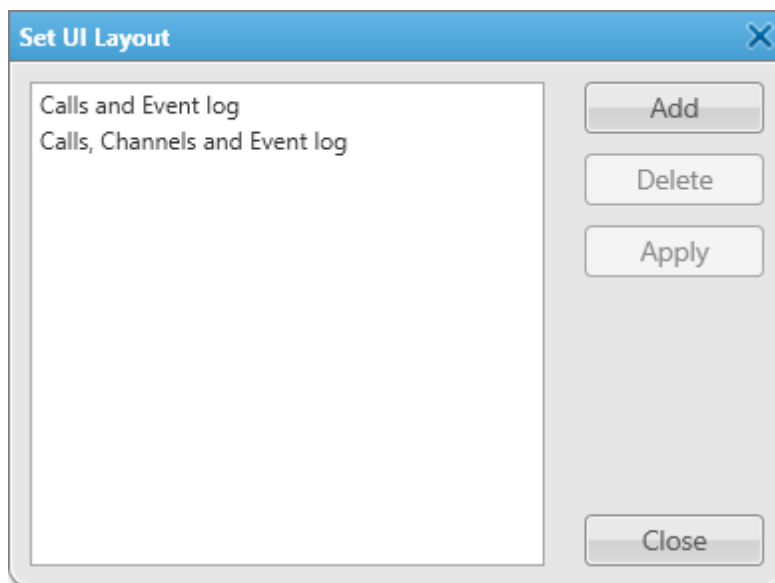 Set UI Layout
Calls and Event log
Calls, Channels and Event log
Add
Delete
Apply
Close